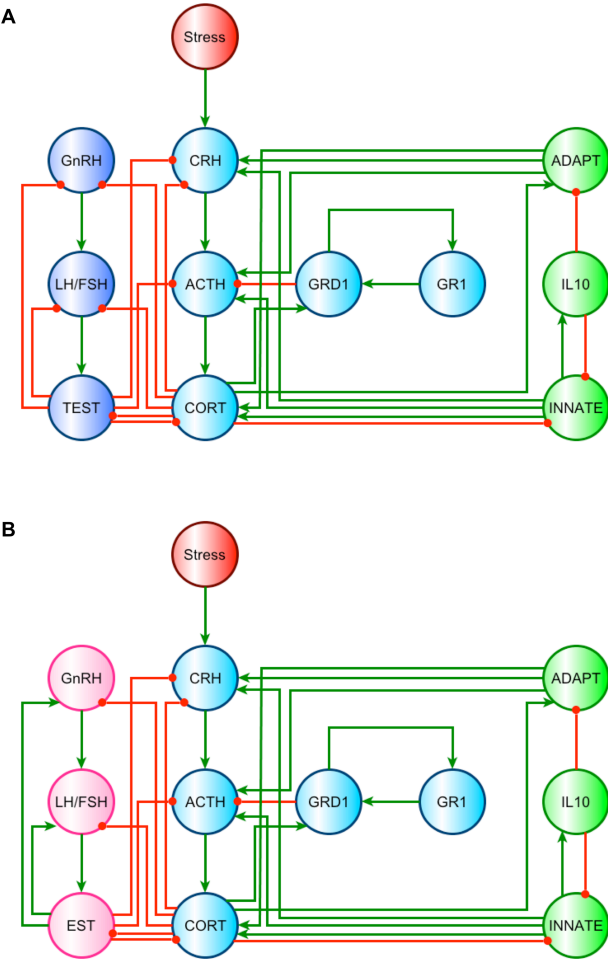 A
Stress
GnRH CRH ADAPT
LH/FSH ACTH GRD1 GR1 IL10
TEST CORT INNATE
B
Stress
GnRH CRH ADAPT
LH/FSH ACTH GRD1 GR1 IL10
EST CORT INNATE